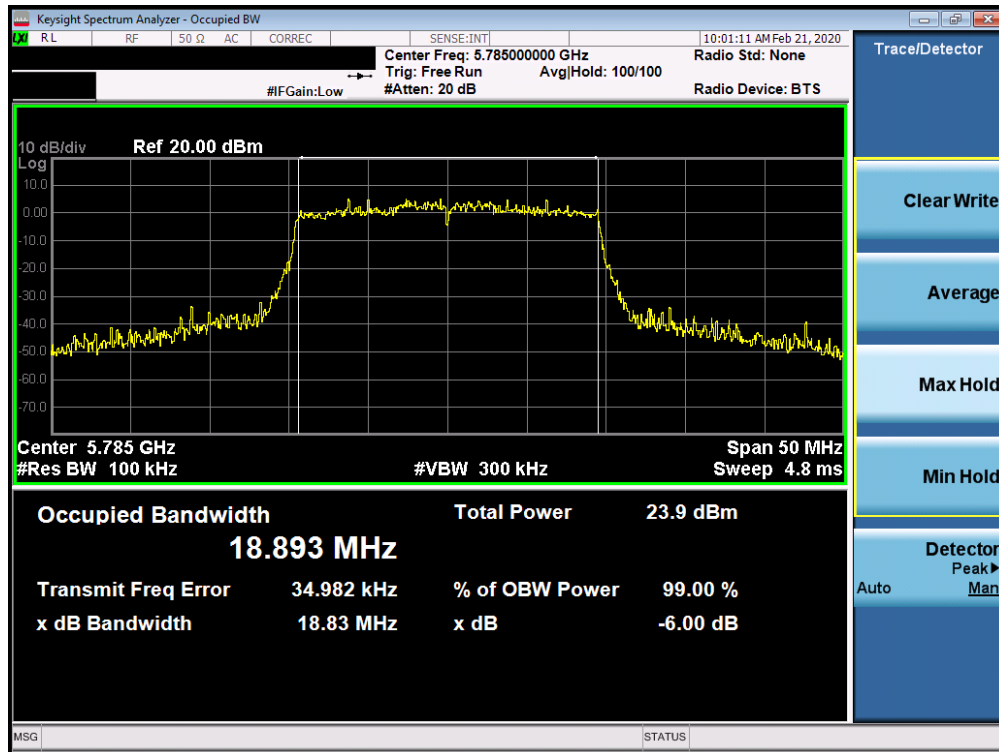 Keysight Spectrum Analyzer - Occupied BW
LXI RL RF 50 Ω AC CORREC SENSE:INT 10:01:11 AM Feb 21, 2020
Center Freq: 5.785000000 GHz Radio Std: None
Trig: Free Run Avg|Hold: 100/100
#IFGain:Low #Atten: 20 dB Radio Device: BTS
10 dB/div Ref 20.00 dBm
Log
10.0
0.00
-10.0
-20.0
-30.0
-40.0
-50.0
-60.0
-70.0
Center 5.785 GHz Span 50 MHz
#Res BW 100 kHz #VBW 300 kHz Sweep 4.8 ms
Occupied Bandwidth Total Power 23.9 dBm
18.893 MHz
Transmit Freq Error 34.982 kHz % of OBW Power 99.00 %
x dB Bandwidth 18.83 MHz x dB -6.00 dB
MSG STATUS
Trace/Detector
Clear Write
Average
Max Hold
Min Hold
Detector
Peak▶
Auto Man